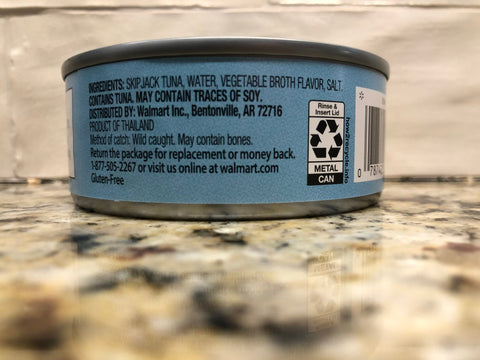 INGREDIENTS: SKIPJACK TUNA, WATER, VEGETABLE BROTH FLAVOR, SALT.
CONTAINS TUNA. MAY CONTAIN TRACES OF SOY.
DISTRIBUTED BY: Walmart Inc., Bentonville, AR 72716
PRODUCT OF THAILAND
Method of catch: Wild caught. May contain bones.
Return the package for replacement or money back.
1-877-505-2267 or visit us online at walmart.com
Gluten-Free
Rinse &
Insert Lid
METAL
CAN
how2recycle.info
0